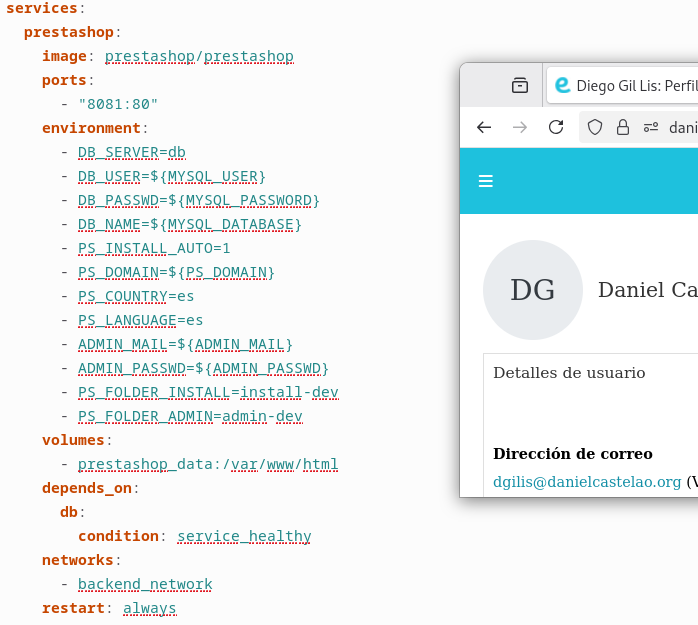 services:
prestashop:
image: prestashop/prestashop
ports:
- "8081:80"
environment:
- DB_SERVER=db
- DB_USER=${MYSQL_USER}
- DB_PASSWD=${MYSQL_PASSWORD}
- DB_NAME=${MYSQL_DATABASE}
- PS_INSTALL_AUTO=1
- PS_DOMAIN=${PS_DOMAIN}
- PS_COUNTRY=es
- PS_LANGUAGE=es
- ADMIN_MAIL=${ADMIN_MAIL}
- ADMIN_PASSWD=${ADMIN_PASSWD}
- PS_FOLDER_INSTALL=install-dev
- PS_FOLDER_ADMIN=admin-dev
volumes:
- prestashop_data:/var/www/html
depends_on:
db:
condition: service_healthy
networks:
- backend_network
restart: always
Diego Gil Lis: Perfil
dani
DG
Daniel Ca
Detalles de usuario
Dirección de correo
dgilis@danielcastelao.org (V